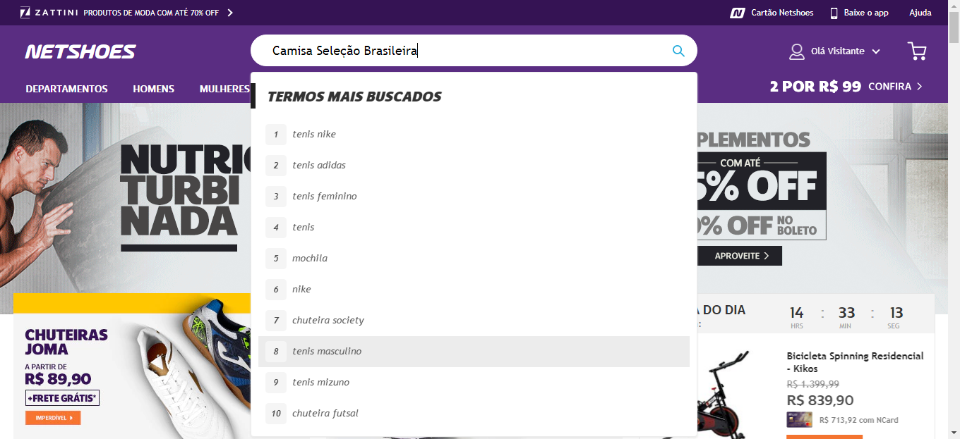 ZATTINI PRODUTOS DE MODA COM ATÉ 70% OFF
Cartão Netshoes
Baixe o app
Ajuda
NETSHOES
Camisa Seleção Brasileira
Olá Visitante
DEPARTAMENTOS
HOMENS
MULHERES
2 POR R$ 99 CONFIRA
TERMOS MAIS BUSCADOS
1 tenis nike
2 tenis adidas
3 tenis feminino
4 tenis
5 mochila
6 nike
7 chuteira society
8 tenis masculino
9 tenis mizuno
10 chuteira futsal
NUTRI
TURBI
NADA
PLEMENTOS
COM ATÉ
5% OFF
0% OFF NO
BOLETO
APROVEITE
CHUTEIRAS
JOMA
A PARTIR DE
R$ 89,90
+FRETE GRÁTIS*
IMPERDÍVEL
DO DIA
14 : 33 : 13
HRS MIN SEG
Bicicleta Spinning Residencial
- Kikos
R$ 1.399,99
R$ 839,90
R$ 713,92 com NCard